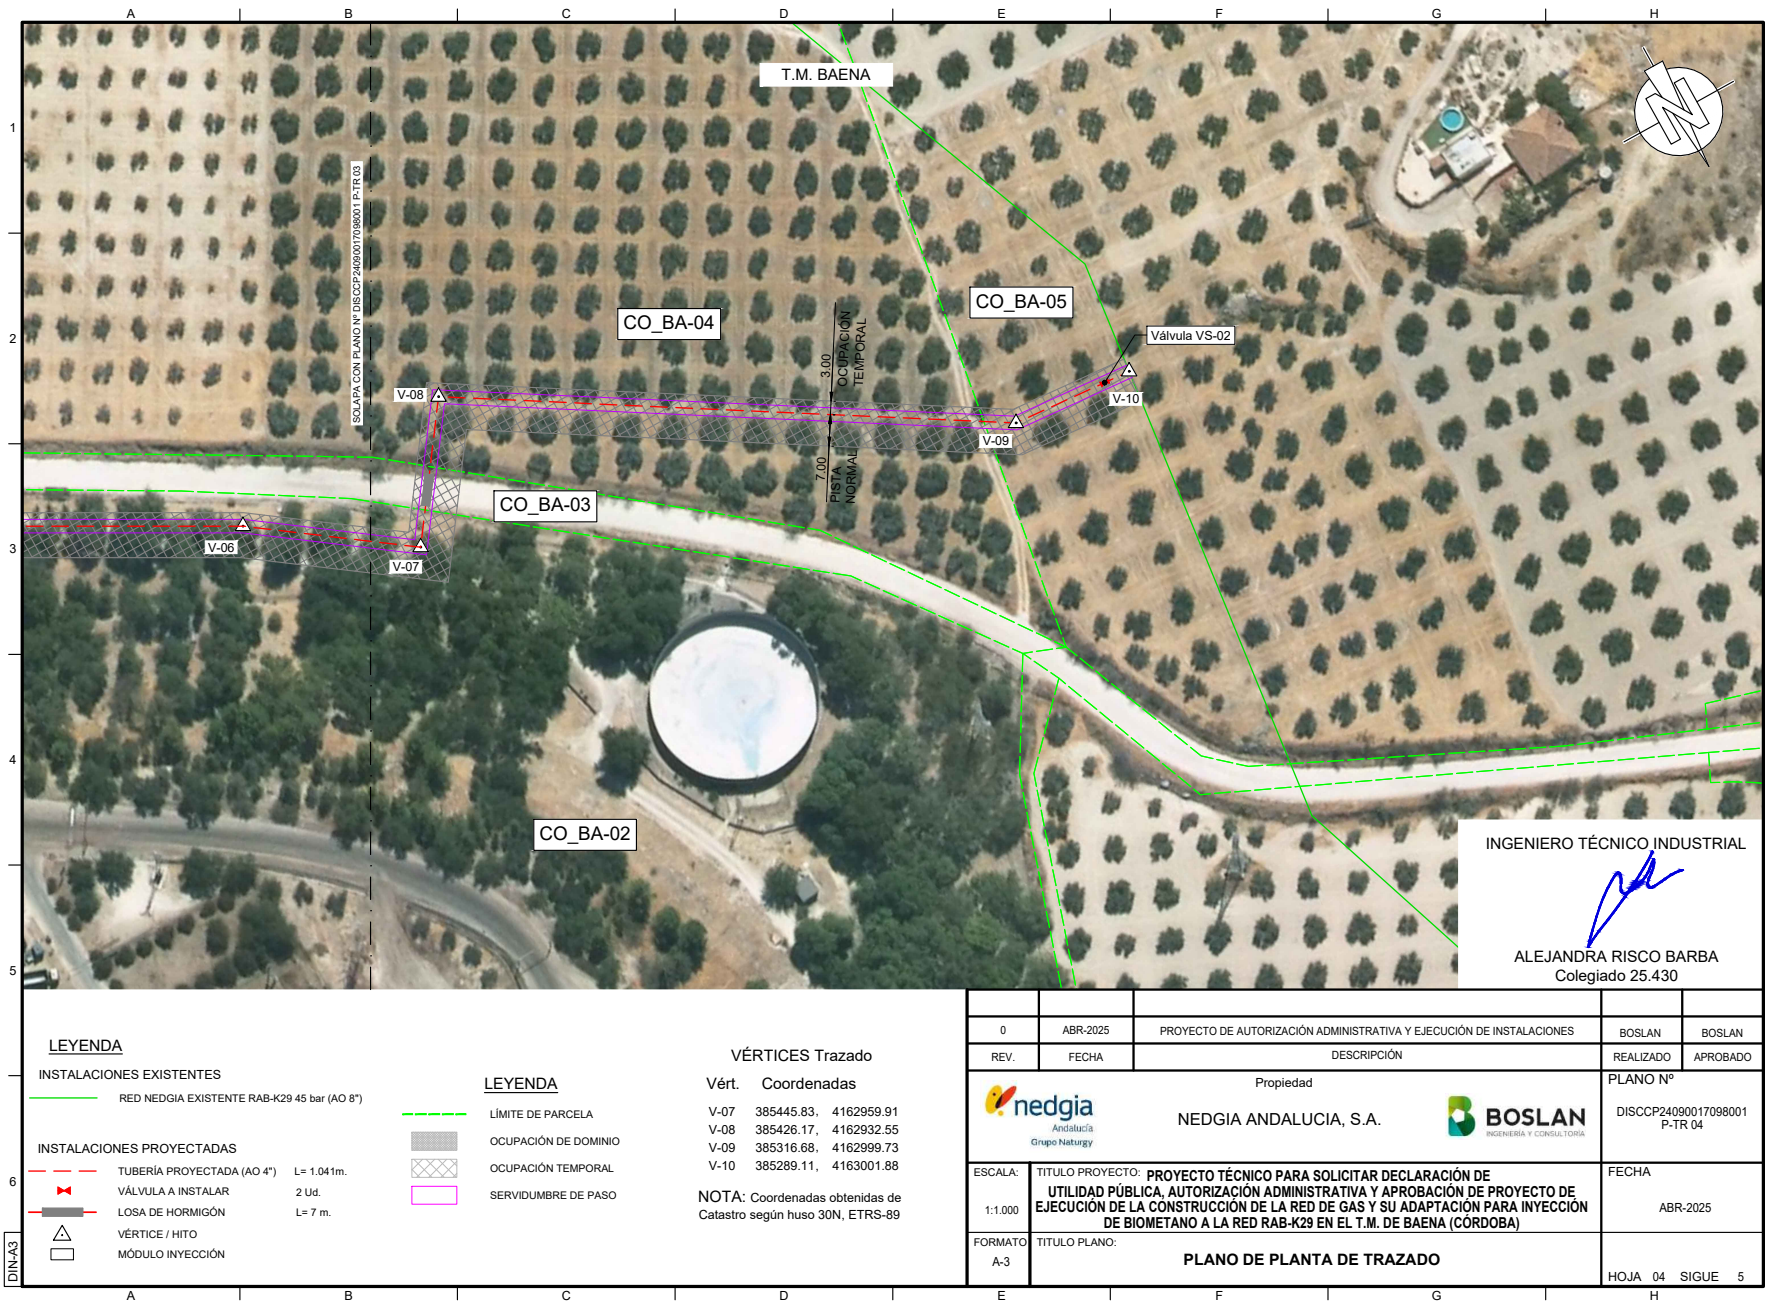 A B C D E F G H
T.M. BAENA
1
SOLAPA CON PLANO Nº DISCCP24090017098001 P-TR 03
CO_BA-05
CO_BA-04
2
3.00
OCUPACIÓN
TEMPORAL
Válvula VS-02
V-08
V-10
V-09
7.00
PISTA
NORMAL
CO_BA-03
3
V-06
V-07
4
CO_BA-02
INGENIERO TÉCNICO INDUSTRIAL
ALEJANDRA RISCO BARBA
Colegiado 25.430
5
LEYENDA
INSTALACIONES EXISTENTES
RED NEDGIA EXISTENTE RAB-K29 45 bar (AO 8")
INSTALACIONES PROYECTADAS
TUBERÍA PROYECTADA (AO 4") L= 1.041m.
VÁLVULA A INSTALAR 2 Ud.
LOSA DE HORMIGÓN L= 7 m.
VÉRTICE / HITO
MÓDULO INYECCIÓN
LEYENDA
LÍMITE DE PARCELA
OCUPACIÓN DE DOMINIO
OCUPACIÓN TEMPORAL
SERVIDUMBRE DE PASO
VÉRTICES Trazado
Vért. Coordenadas
V-07 385445.83, 4162959.91
V-08 385426.17, 4162932.55
V-09 385316.68, 4162999.73
V-10 385289.11, 4163001.88
NOTA: Coordenadas obtenidas de
Catastro según huso 30N, ETRS-89
0 ABR-2025 PROYECTO DE AUTORIZACIÓN ADMINISTRATIVA Y EJECUCIÓN DE INSTALACIONES BOSLAN BOSLAN
REV. FECHA DESCRIPCIÓN REALIZADO APROBADO
nedgia
Andalucía
Grupo Naturgy
Propiedad
NEDGIA ANDALUCIA, S.A.
BOSLAN
INGENIERÍA Y CONSULTORÍA
PLANO Nº
DISCCP24090017098001
P-TR 04
ESCALA:
1:1.000
TITULO PROYECTO: PROYECTO TÉCNICO PARA SOLICITAR DECLARACIÓN DE
UTILIDAD PÚBLICA, AUTORIZACIÓN ADMINISTRATIVA Y APROBACIÓN DE PROYECTO DE
EJECUCIÓN DE LA CONSTRUCCIÓN DE LA RED DE GAS Y SU ADAPTACIÓN PARA INYECCIÓN
DE BIOMETANO A LA RED RAB-K29 EN EL T.M. DE BAENA (CÓRDOBA)
FECHA
ABR-2025
FORMATO
A-3
TITULO PLANO:
PLANO DE PLANTA DE TRAZADO
HOJA 04 SIGUE 5
6
DIN-A3
A B C D E F G H